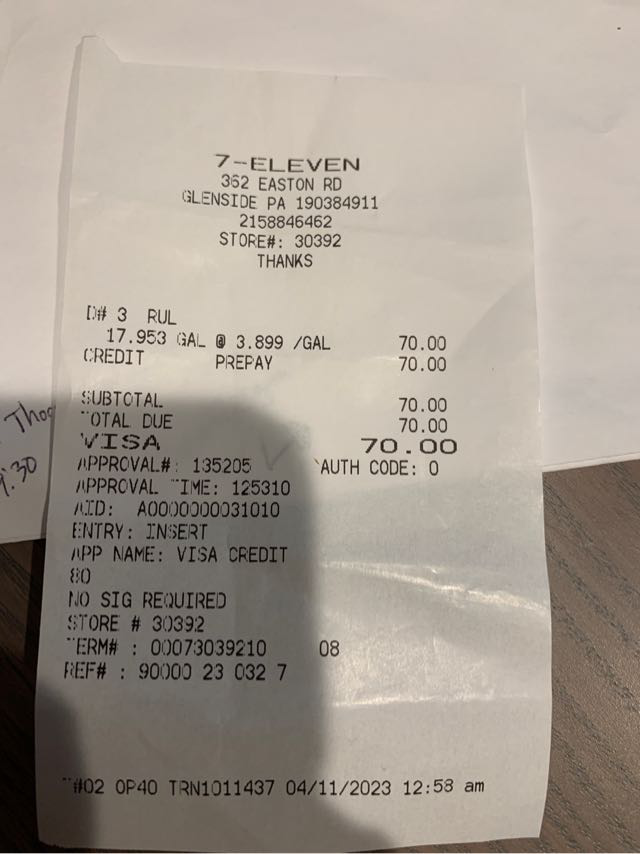 7-ELEVEN
362 EASTON RD
GLENSIDE PA 190384911
2158846462
STORE#: 30392
THANKS
D# 3 RUL
17.953 GAL @ 3.899 /GAL 70.00
CREDIT PREPAY 70.00
SUBTOTAL 70.00
TOTAL DUE 70.00
VISA 70.00
APPROVAL#: 135205 AUTH CODE: 0
APPROVAL TIME: 125310
AID: A0000000031010
ENTRY: INSERT
APP NAME: VISA CREDIT
80
NO SIG REQUIRED
STORE # 30392
TERM# : 00073039210 08
REF# : 90000 23 032 7
T#02 OP40 TRN1011437 04/11/2023 12:58 am
:30